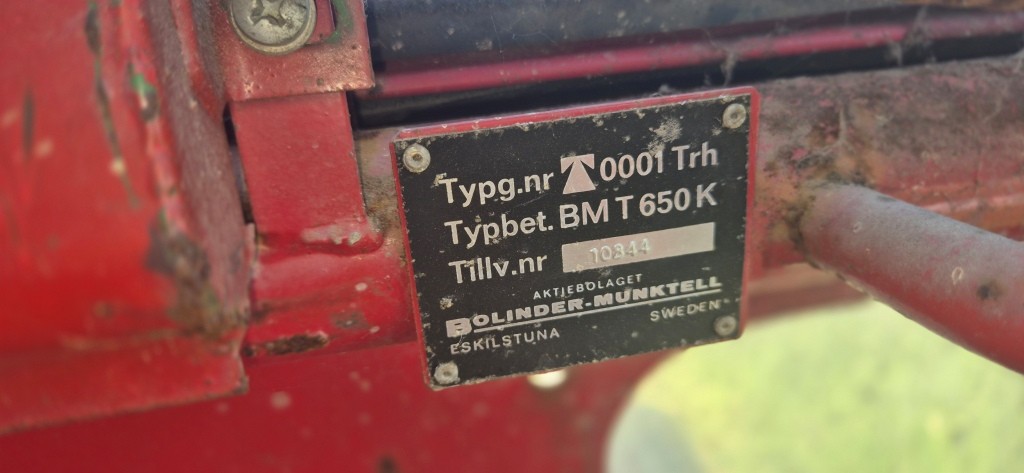 Typg.nr T 0001 Trh
Typbet. BM T 650 K
Tillv.nr 10344
AKTIEBOLAGET
BOLINDER-MUNKTELL
ESKILSTUNA SWEDEN